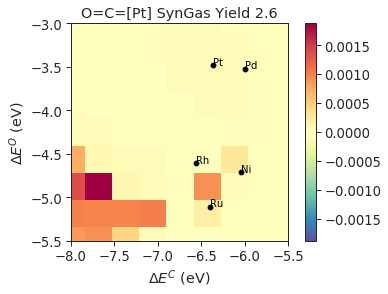 O=C=[Pt] SynGas Yield 2.6
−3.0
−3.5
−4.0
−4.5
−5.0
−5.5
ΔE^O (eV)
Pt
Pd
Rh
Ni
Ru
−8.0 −7.5 −7.0 −6.5 −6.0 −5.5
ΔE^C (eV)
0.0015
0.0010
0.0005
0.0000
−0.0005
−0.0010
−0.0015